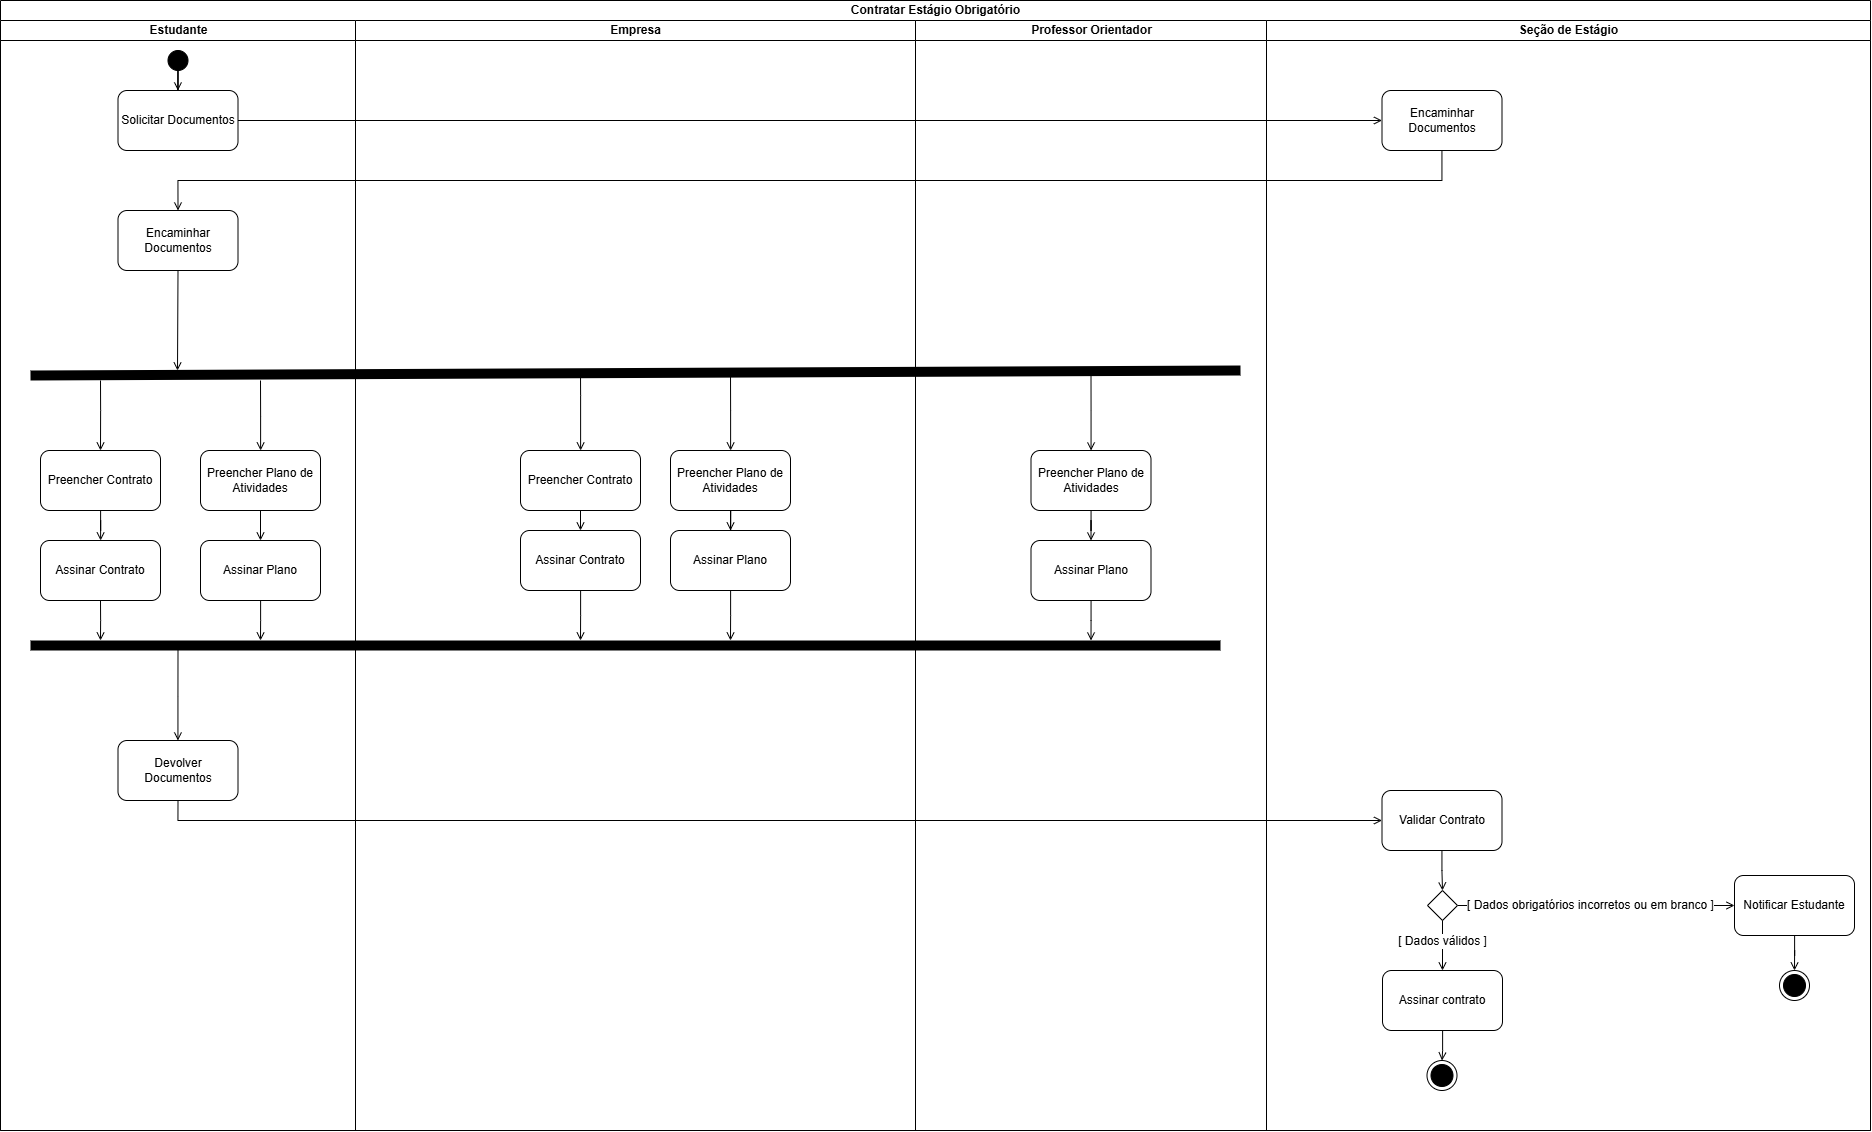 Contratar Estágio Obrigatório
Estudante
Empresa
Professor Orientador
Seção de Estágio
Solicitar Documentos
Encaminhar
Documentos
Encaminhar
Documentos
Preencher Contrato
Preencher Plano de
Atividades
Preencher Contrato
Preencher Plano de
Atividades
Preencher Plano de
Atividades
Assinar Contrato
Assinar Plano
Assinar Contrato
Assinar Plano
Assinar Plano
Devolver
Documentos
Validar Contrato
[ Dados obrigatórios incorretos ou em branco ]
Notificar Estudante
[ Dados válidos ]
Assinar contrato